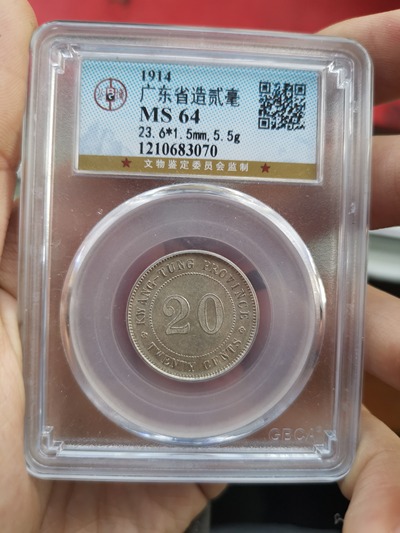 1914
广东省造贰毫
MS 64
23.6*1.5mm,5.5g
1210683070
★ 文物鉴定委员会监制 ★
KWANG-TUNG PROVINCE
20
TWENTY CENTS
GBCA